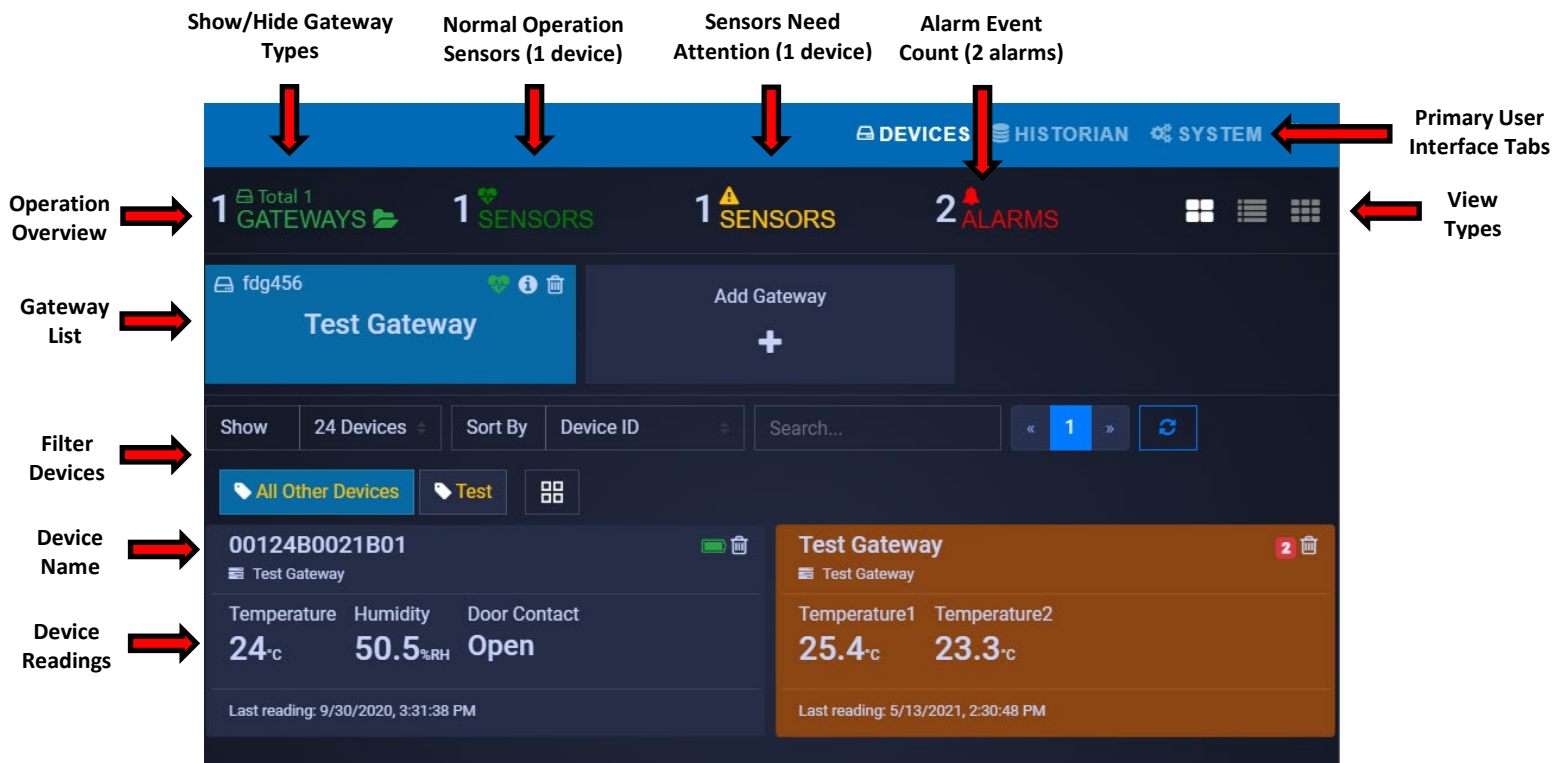 Show/Hide Gateway
Types
Normal Operation
Sensors (1 device)
Sensors Need
Attention (1 device)
Alarm Event
Count (2 alarms)
DEVICES HISTORIAN SYSTEM
Primary User
Interface Tabs
Operation
Overview
1 Total 1
GATEWAYS
1 SENSORS
1 SENSORS
2 ALARMS
View
Types
Gateway
List
fdg456
Test Gateway
Add Gateway
+
Filter
Devices
Show 24 Devices Sort By Device ID Search... « 1 »
All Other Devices Test
Device
Name
00124B0021B01
Test Gateway
Test Gateway 2
Test Gateway
Device
Readings
Temperature Humidity Door Contact
24°C 50.5%RH Open
Temperature1 Temperature2
25.4°C 23.3°C
Last reading: 9/30/2020, 3:31:38 PM
Last reading: 5/13/2021, 2:30:48 PM